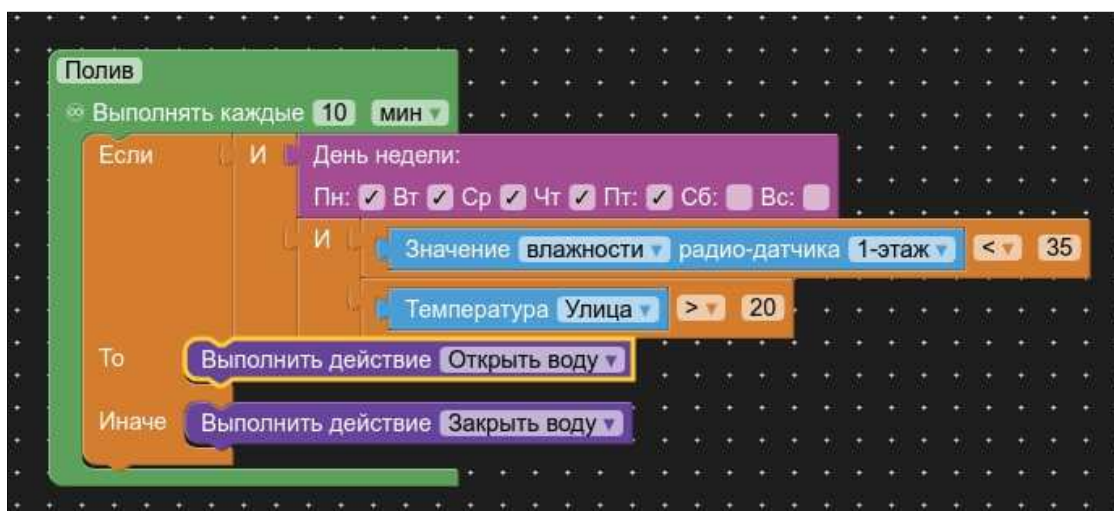 Полив
Выполнять каждые 10 мин
Если И День недели:
Пн: Вт Ср Чт Пт: Сб: Вс:
И Значение влажности радио-датчика 1-этаж < 35
Температура Улица > 20
То Выполнить действие Открыть воду
Иначе Выполнить действие Закрыть воду